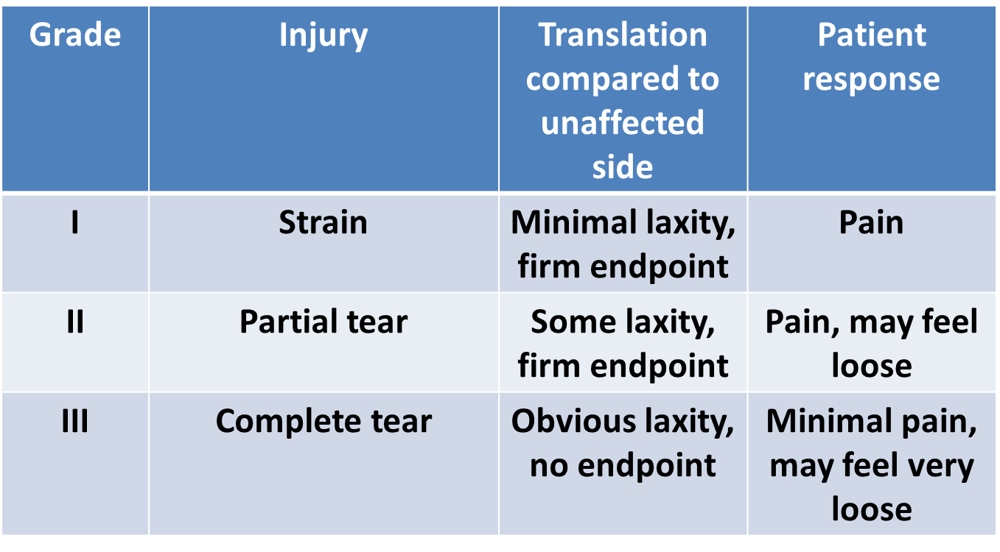 Grade
Injury
Translation
compared to
unaffected
side
Patient
response
I
Strain
Minimal laxity,
firm endpoint
Pain
II
Partial tear
Some laxity,
firm endpoint
Pain, may feel
loose
III
Complete tear
Obvious laxity,
no endpoint
Minimal pain,
may feel very
loose